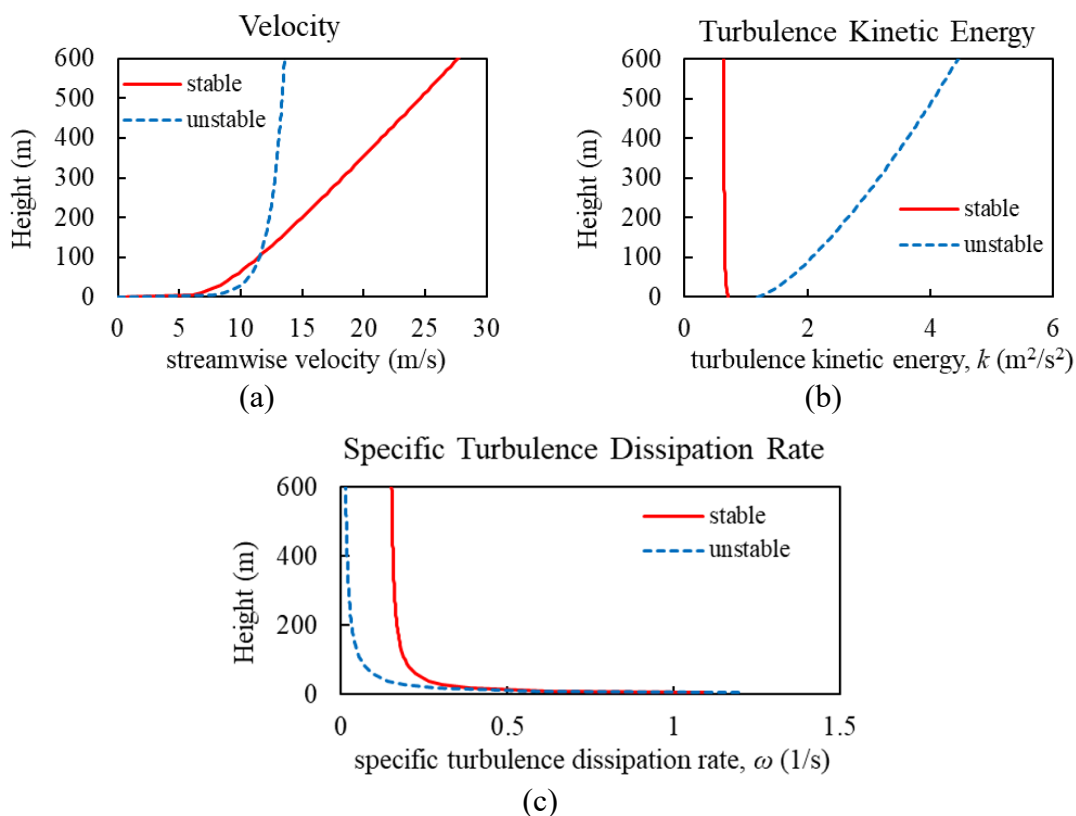 Velocity
600
500
400
300
200
100
0
Height (m)
stable
unstable
0 5 10 15 20 25 30
streamwise velocity (m/s)
(a)
Turbulence Kinetic Energy
600
500
400
300
200
100
0
Height (m)
stable
unstable
0 2 4 6
turbulence kinetic energy, k (m²/s²)
(b)
Specific Turbulence Dissipation Rate
600
400
200
0
Height (m)
stable
unstable
0 0.5 1 1.5
specific turbulence dissipation rate, ω (1/s)
(c)